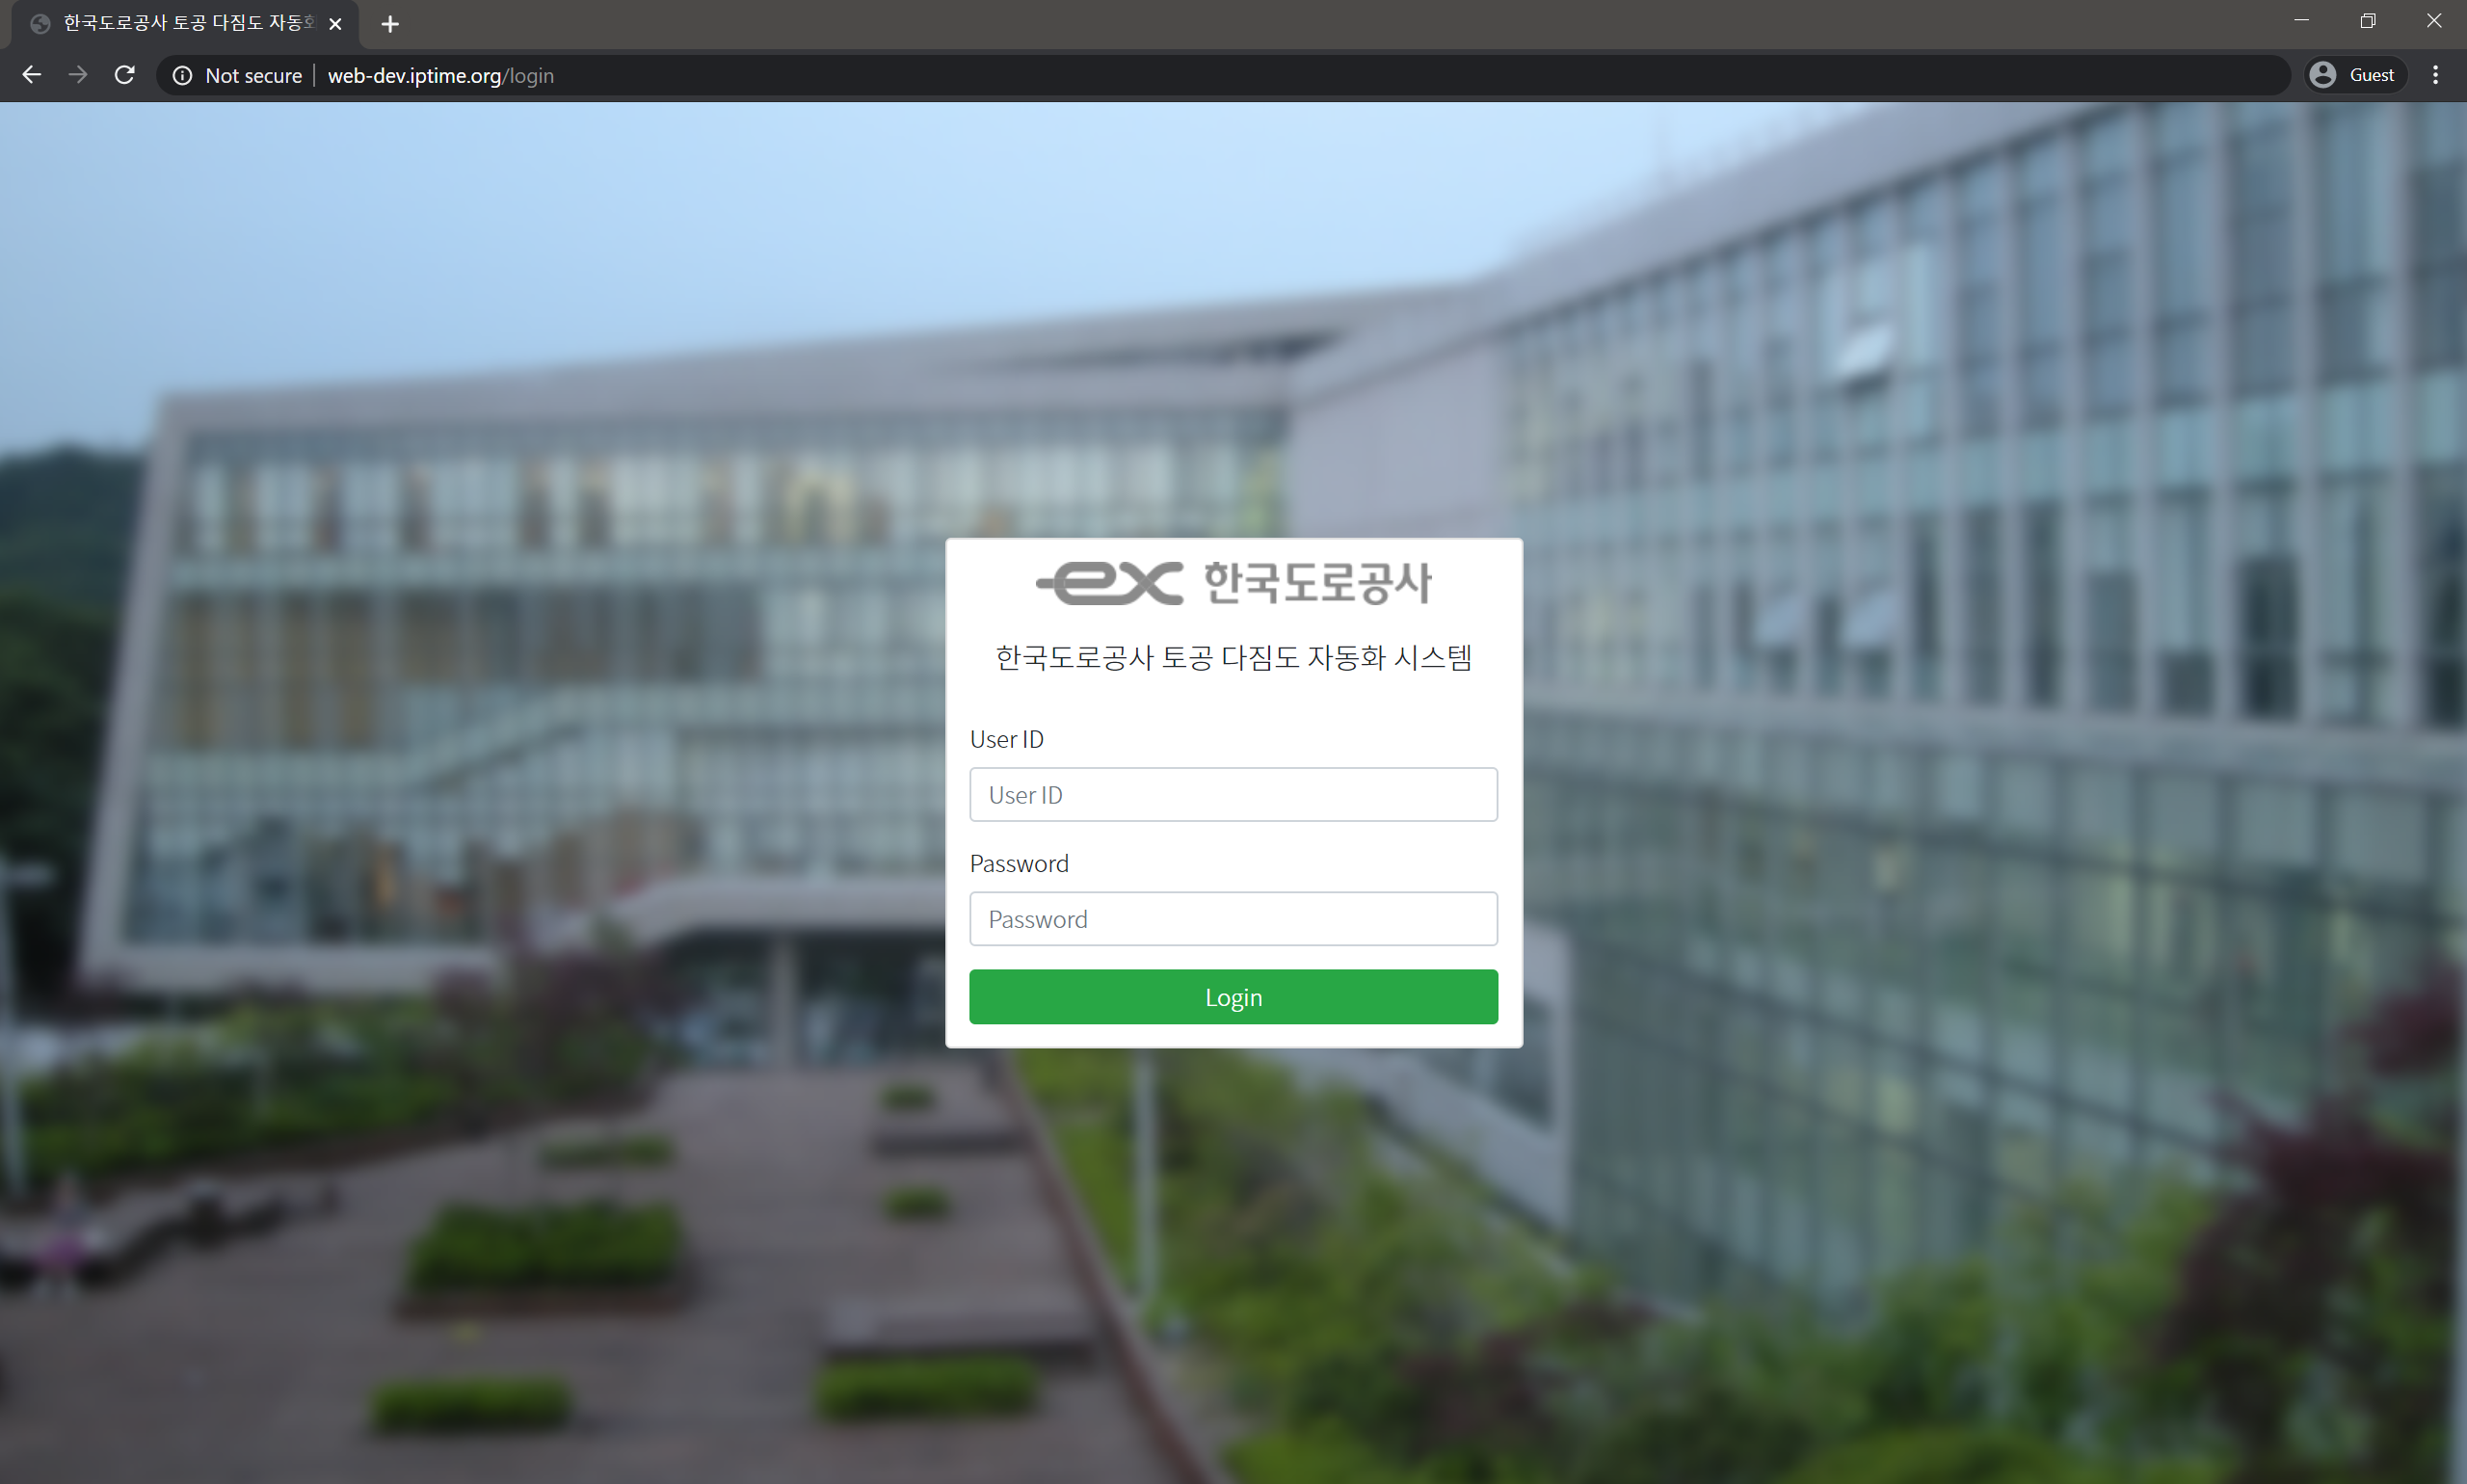 한국도로공사 토공 다짐도 자동화
Not secure
web-dev.iptime.org/login
Guest
ex 한국도로공사
한국도로공사 토공 다짐도 자동화 시스템
User ID
User ID
Password
Password
Login